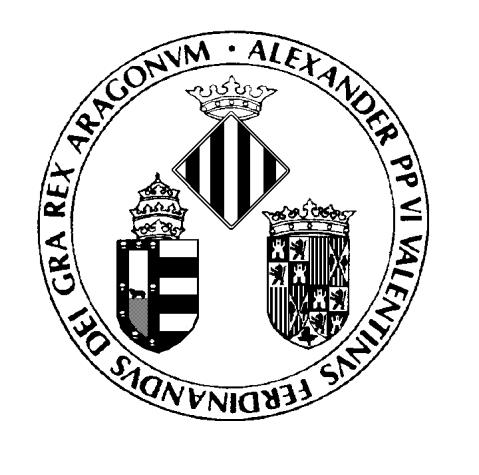 ALEXANDER PP VI VALENTINVS FERDINANDVS DEI GRA REX ARAGONVM ·